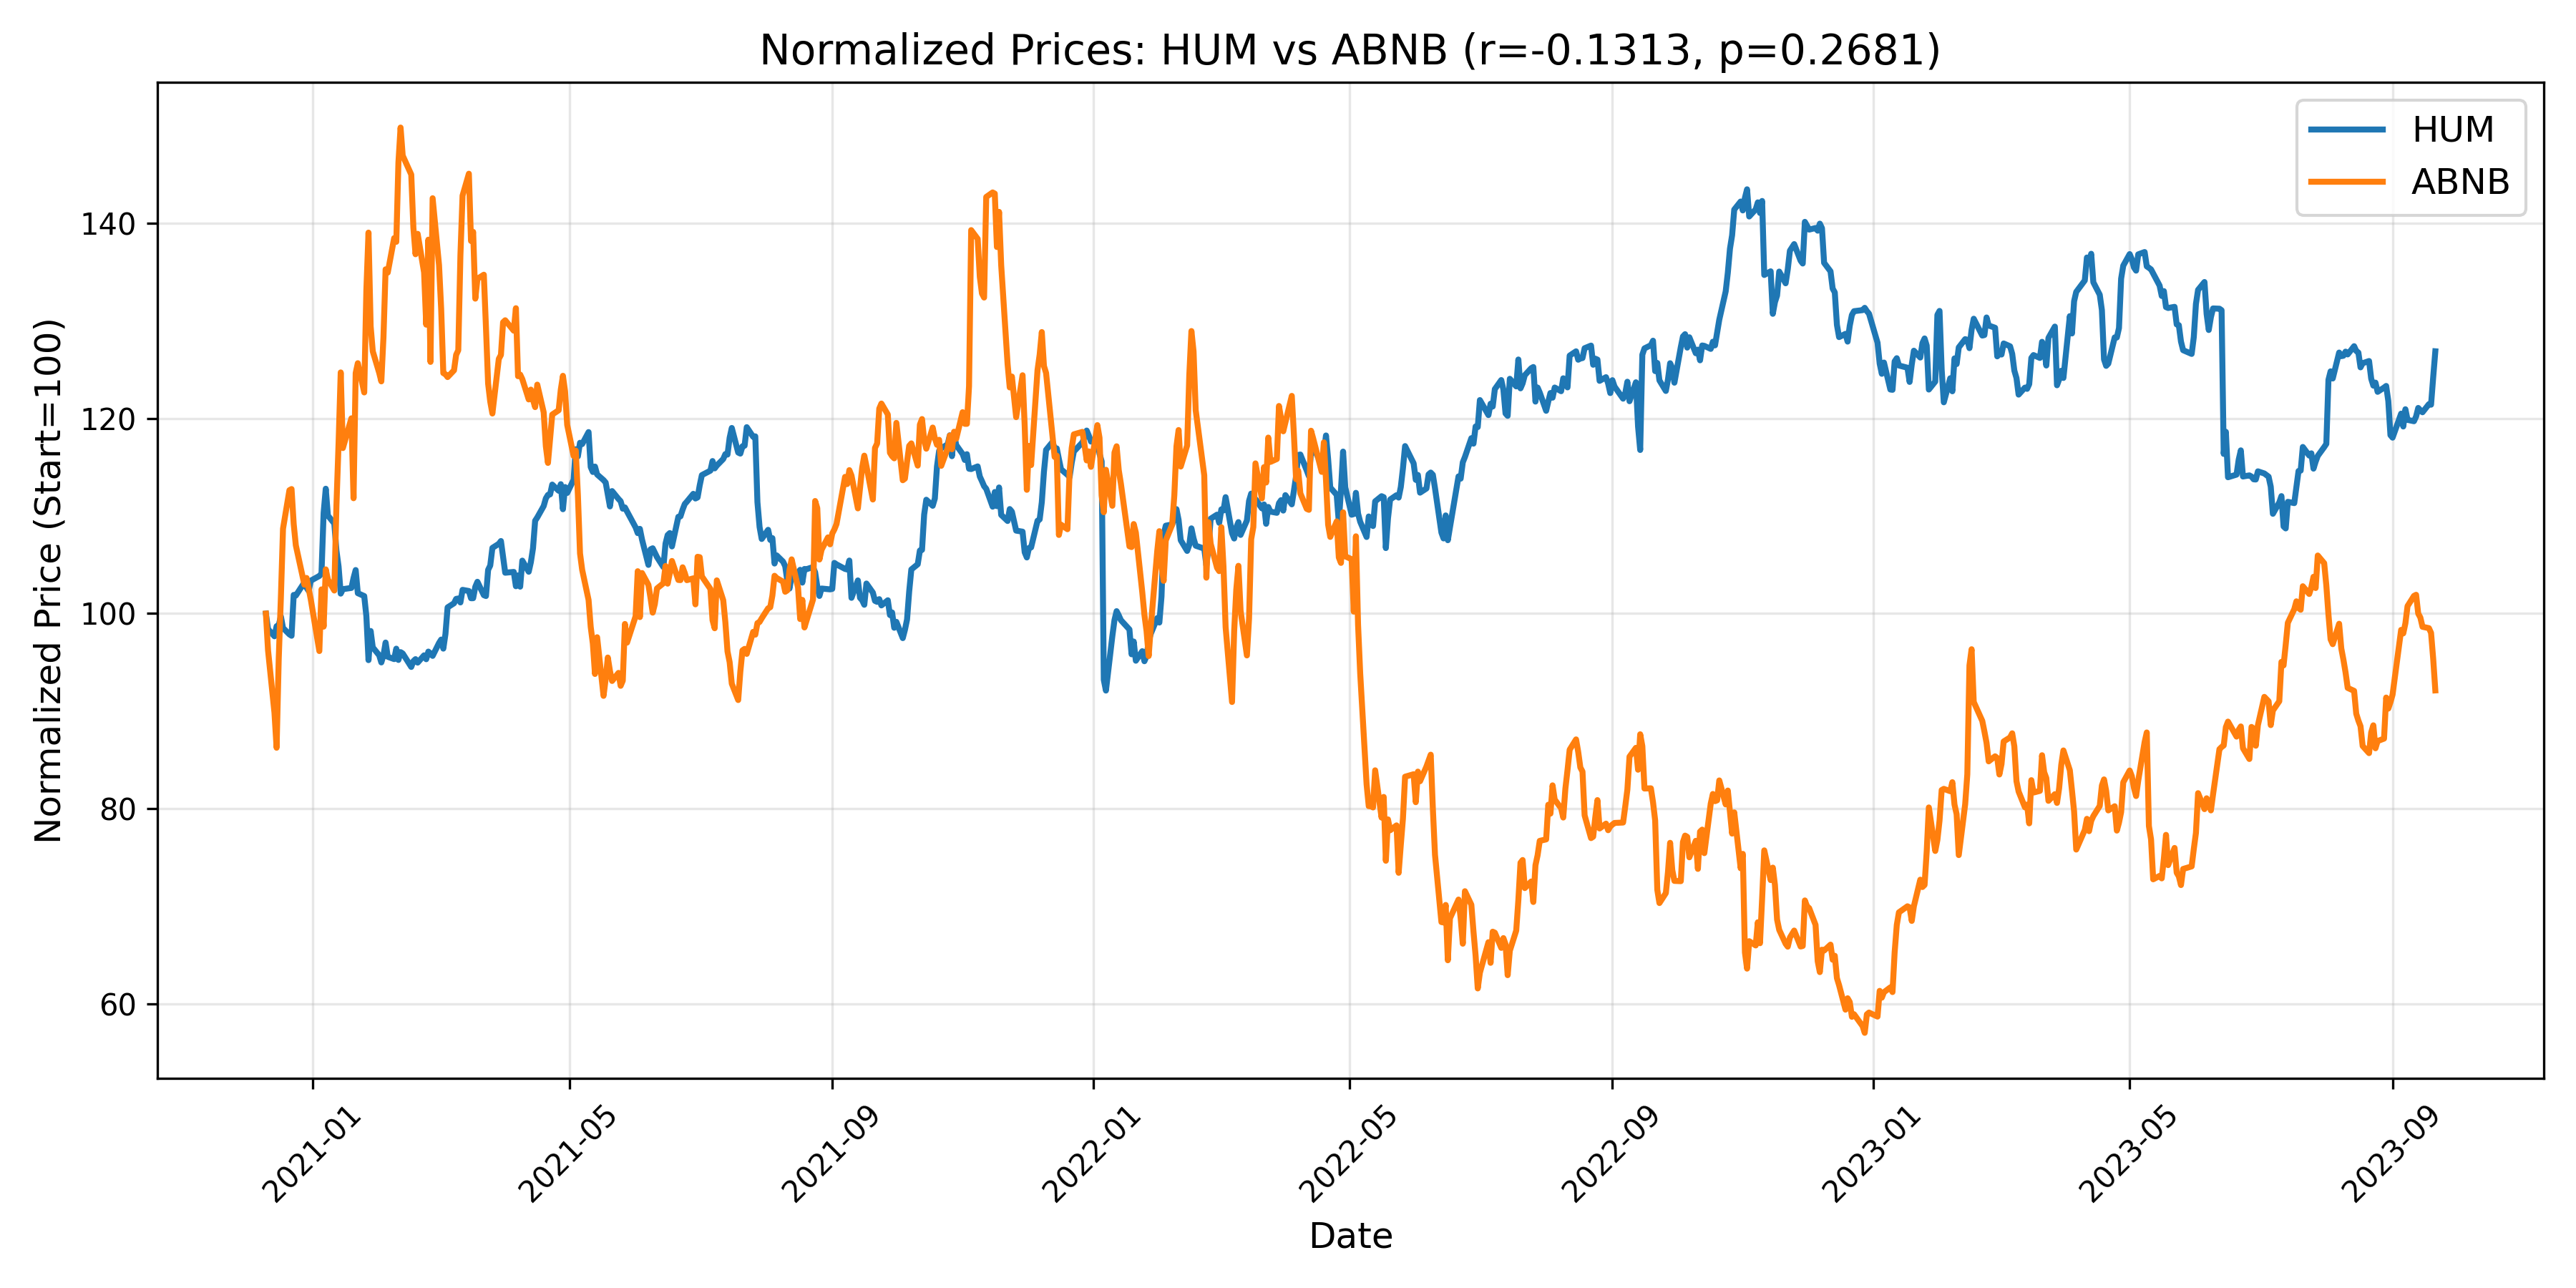 Normalized Prices: HUM vs ABNB (r=-0.1313, p=0.2681)
HUM
ABNB
Normalized Price (Start=100)
140
120
100
80
60
2021-01
2021-05
2021-09
2022-01
2022-05
2022-09
2023-01
2023-05
2023-09
Date